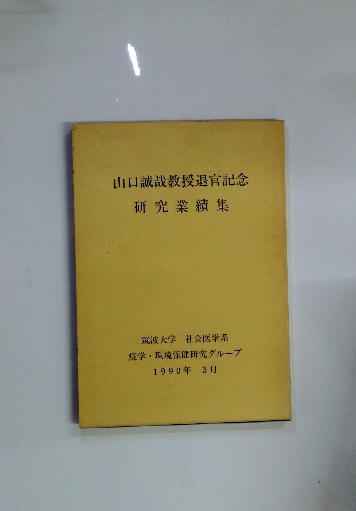 山口誠哉教授退官記念
研究業績集
筑波大学 社会医学系
疫学・環境保健研究グループ
1990年 3月